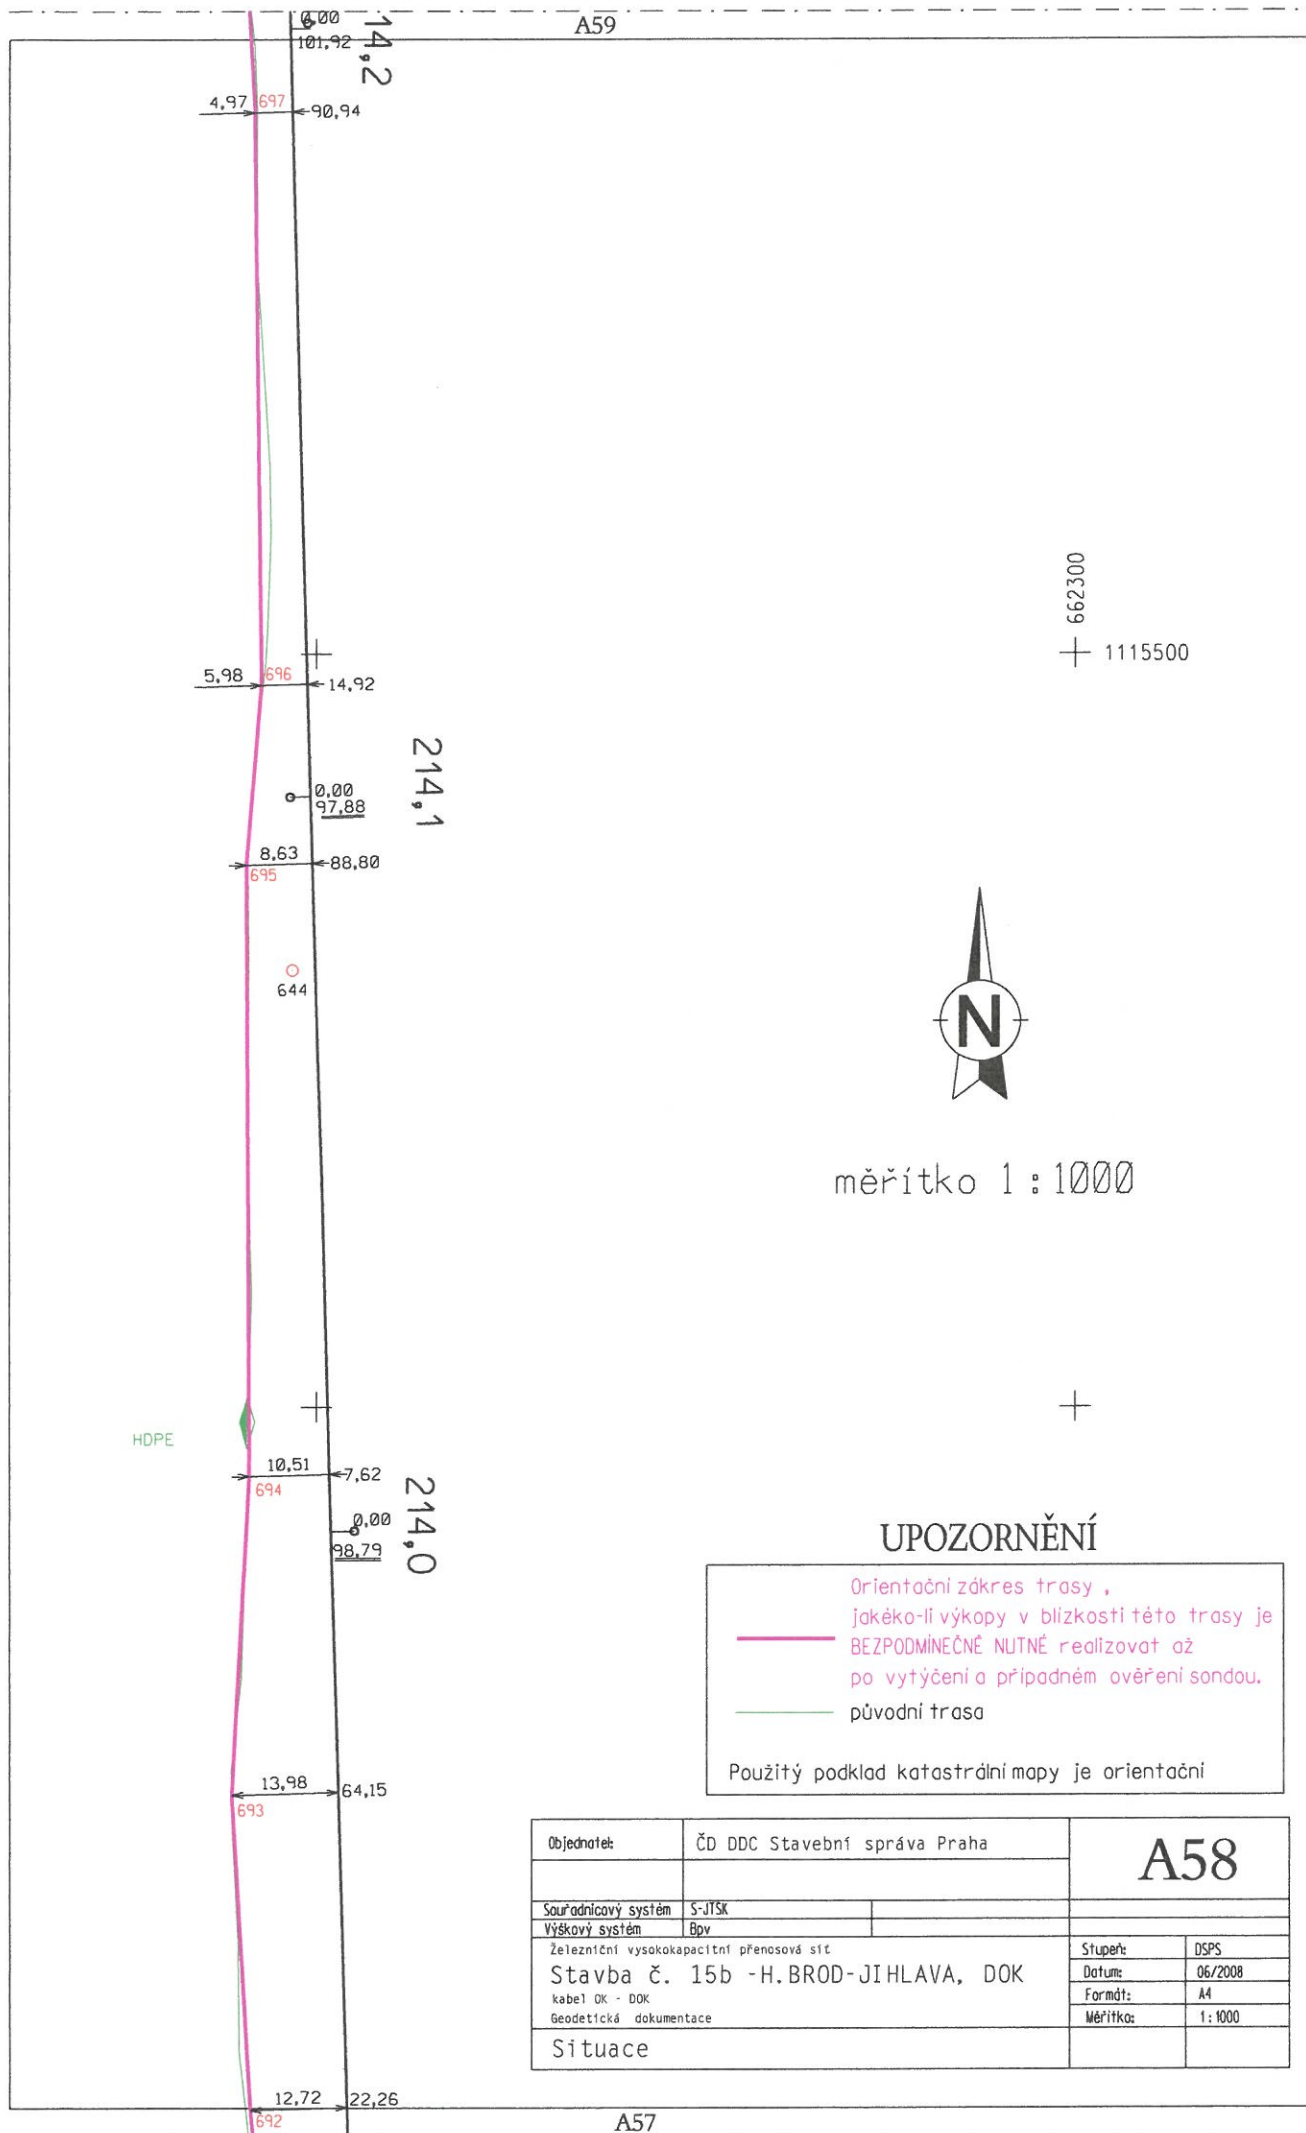 A59
0,00
101,92
14,2
4,97
697
90,94
662300
1115500
5,98
696
14,92
214,1
0,00
97,88
8,63
88,80
695
644
N
měřítko 1:1000
HDPE
10,51
7,62
694
214,0
0,00
98,79
UPOZORNĚNÍ
Orientační zákres trasy ,
jakéko-li výkopy v blízkosti této trasy je
BEZPODMÍNEČNĚ NUTNÉ realizovat až
po vytýčení a případném ověření sondou.
původní trasa
Použitý podklad katastrální mapy je orientační
13,98
64,15
693
Objednatel: ČD DDC Stavební správa Praha
A58
Souřadnicový systém S-JTSK
Výškový systém Bpv
Železniční vysokokapacitní přenosová síť
Stupeň: DSPS
Stavba č. 15b -H.BROD-JIHLAVA, DOK
Datum: 06/2008
kabel OK - DOK
Formát: A4
Geodetická dokumentace
Měřítko: 1:1000
Situace
12,72
22,26
692
A57